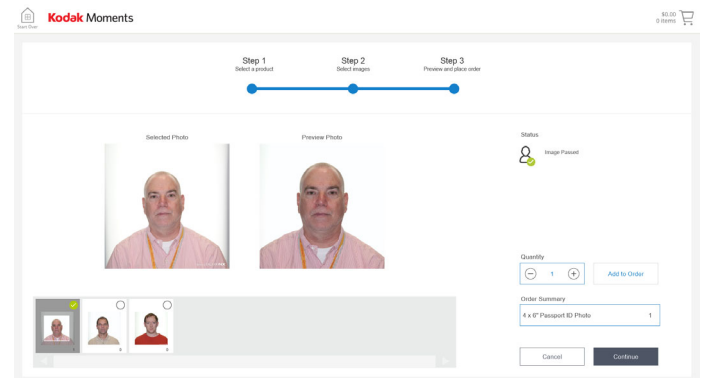 $0.00
0 items
Start Over
Kodak Moments
Step 1
Select a product
Step 2
Select images
Step 3
Preview and place order
Selected Photo
Preview Photo
Status
Image Passed
Quantity
1
Add to Order
Order Summary
4 x 6" Passport ID Photo 1
Cancel
Continue